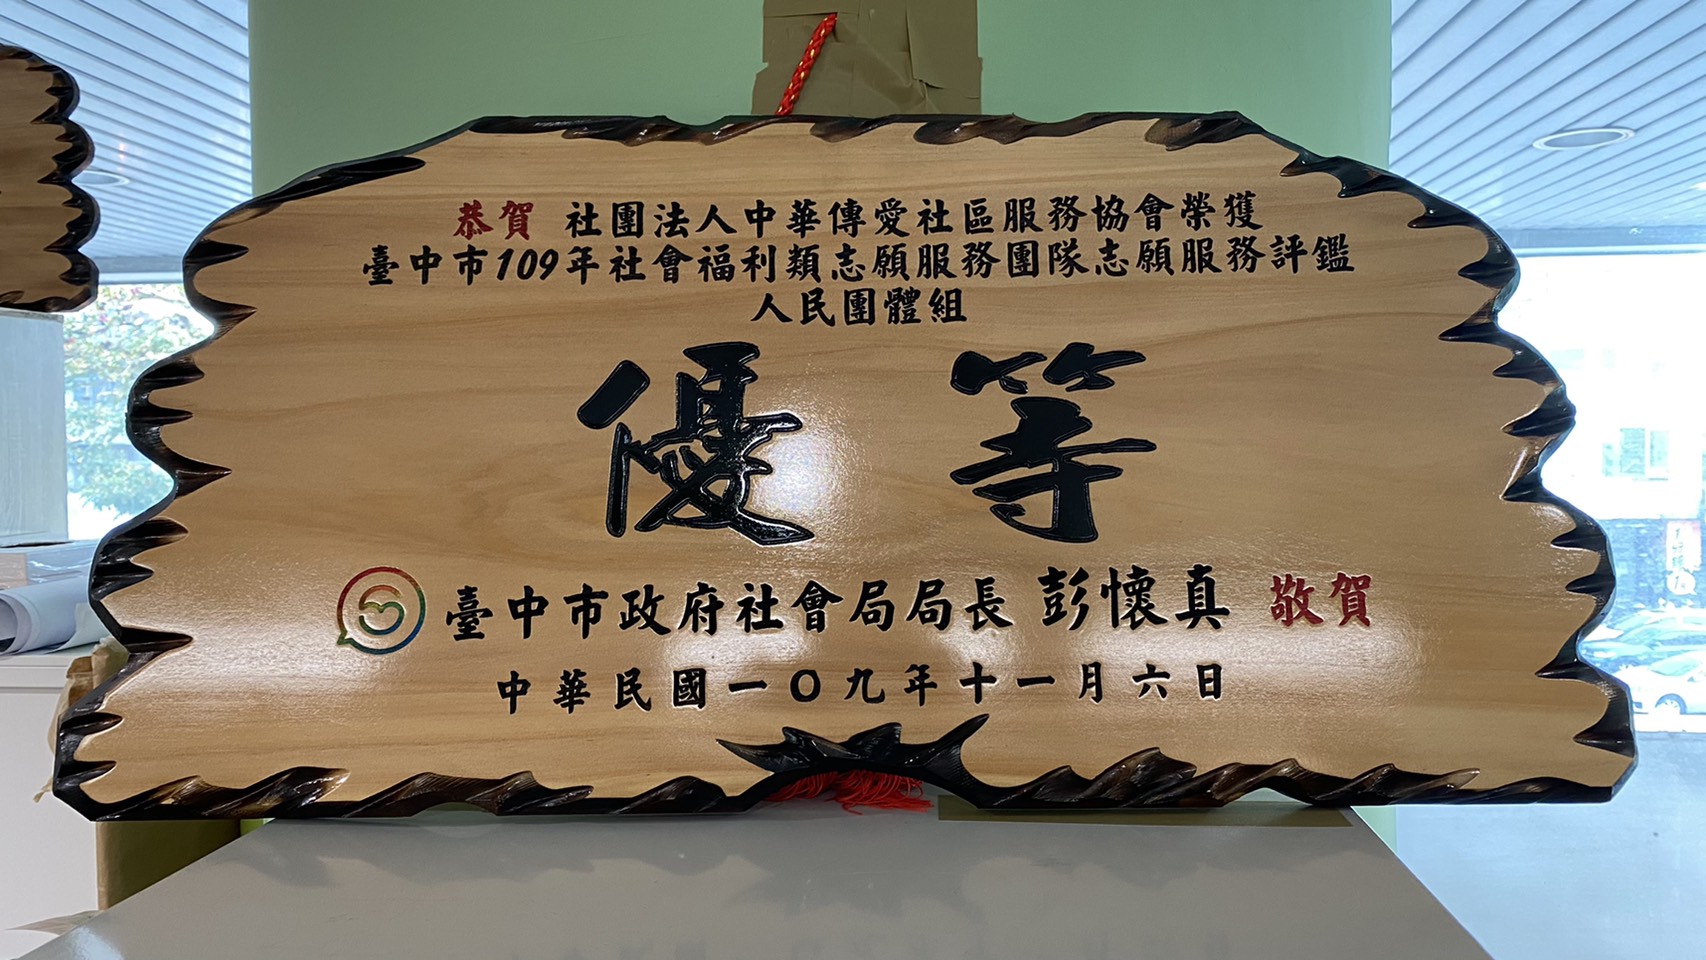 恭賀 社團法人中華傳愛社區服務協會榮獲
臺中市109年社會福利類志願服務團隊志願服務評鑑
人民團體組
優等
臺中市政府社會局局長 彭懷真 敬賀
中華民國一〇九年十一月六日